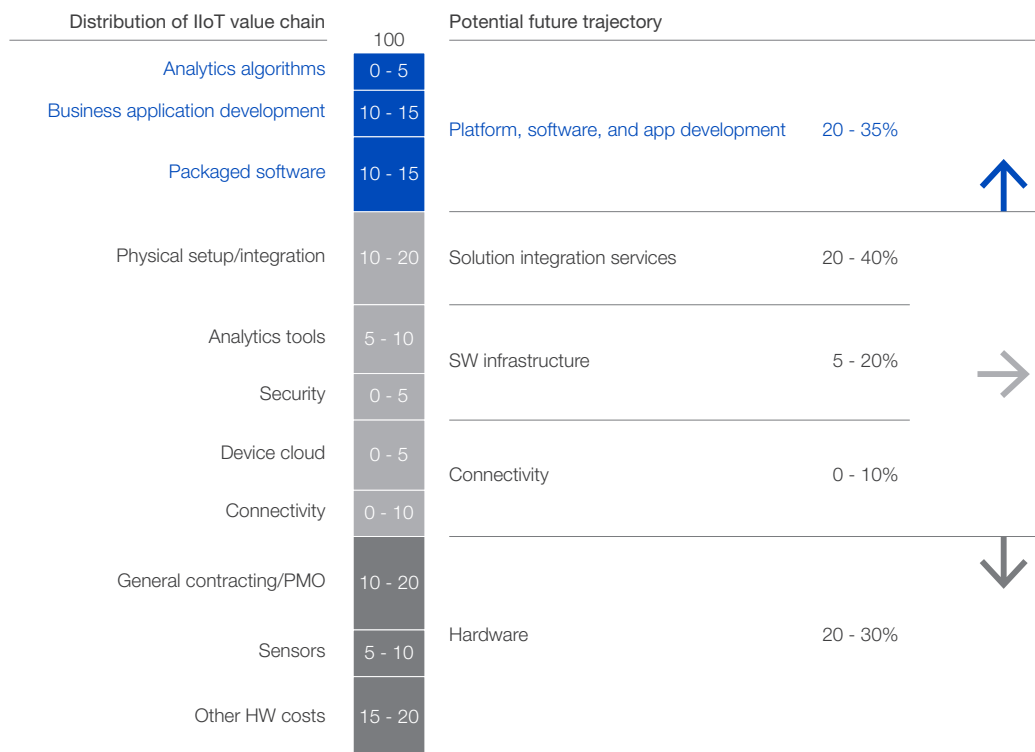 Distribution of IIoT value chain
Potential future trajectory
100
Analytics algorithms 0 - 5
Business application development 10 - 15
Platform, software, and app development 20 - 35%
Packaged software 10 - 15
Physical setup/integration 10 - 20
Solution integration services 20 - 40%
Analytics tools 5 - 10
SW infrastructure 5 - 20%
Security 0 - 5
Device cloud 0 - 5
Connectivity 0 - 10%
Connectivity 0 - 10
General contracting/PMO 10 - 20
Hardware 20 - 30%
Sensors 5 - 10
Other HW costs 15 - 20